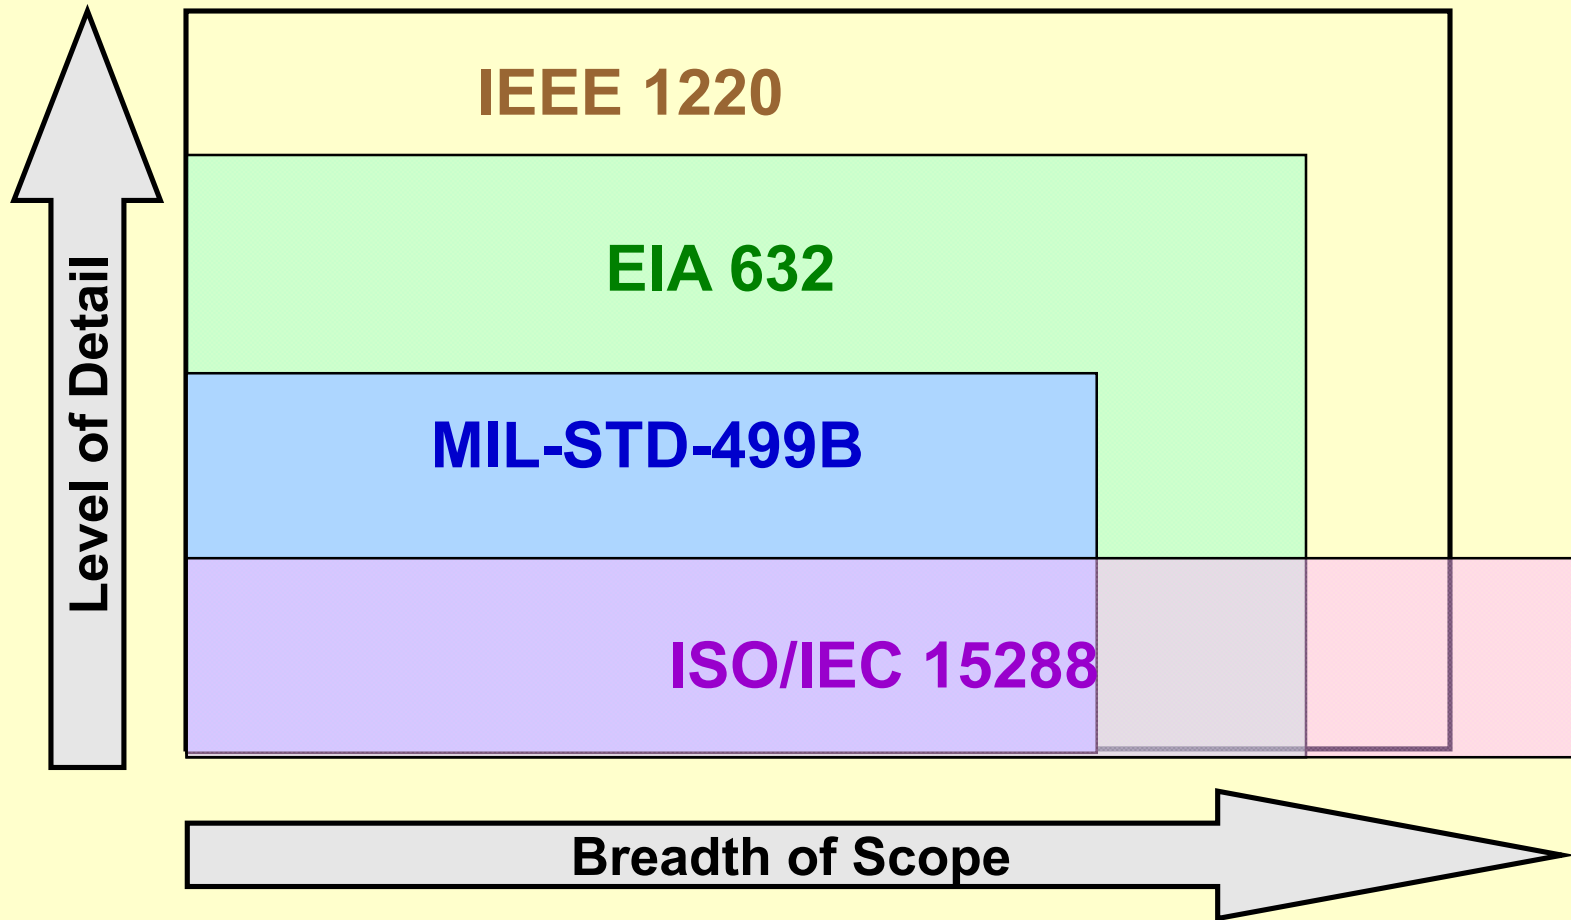 IEEE 1220
EIA 632
Level of Detail
MIL-STD-499B
ISO/IEC 15288
Breadth of Scope